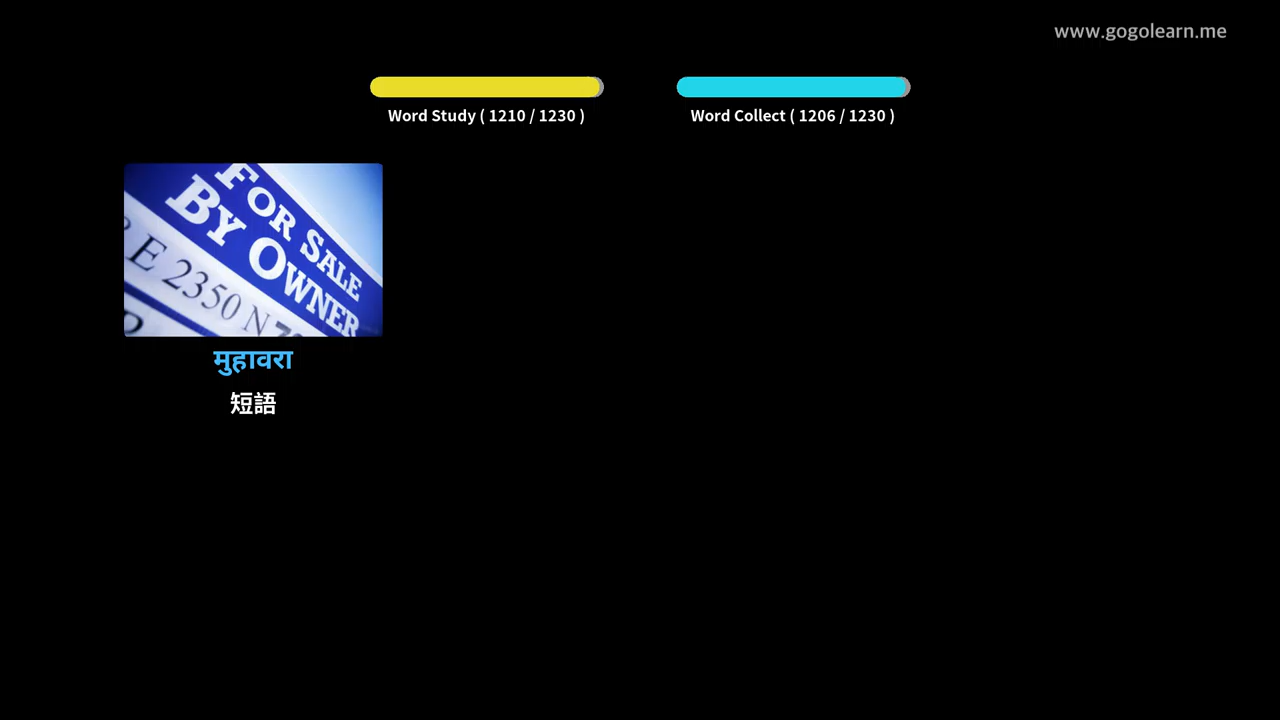 www.gogolearn.me
Word Study ( 1210 / 1230 )
Word Collect ( 1206 / 1230 )
FOR SALE
BY OWNER
E 2350 N
मुहावरा
短語